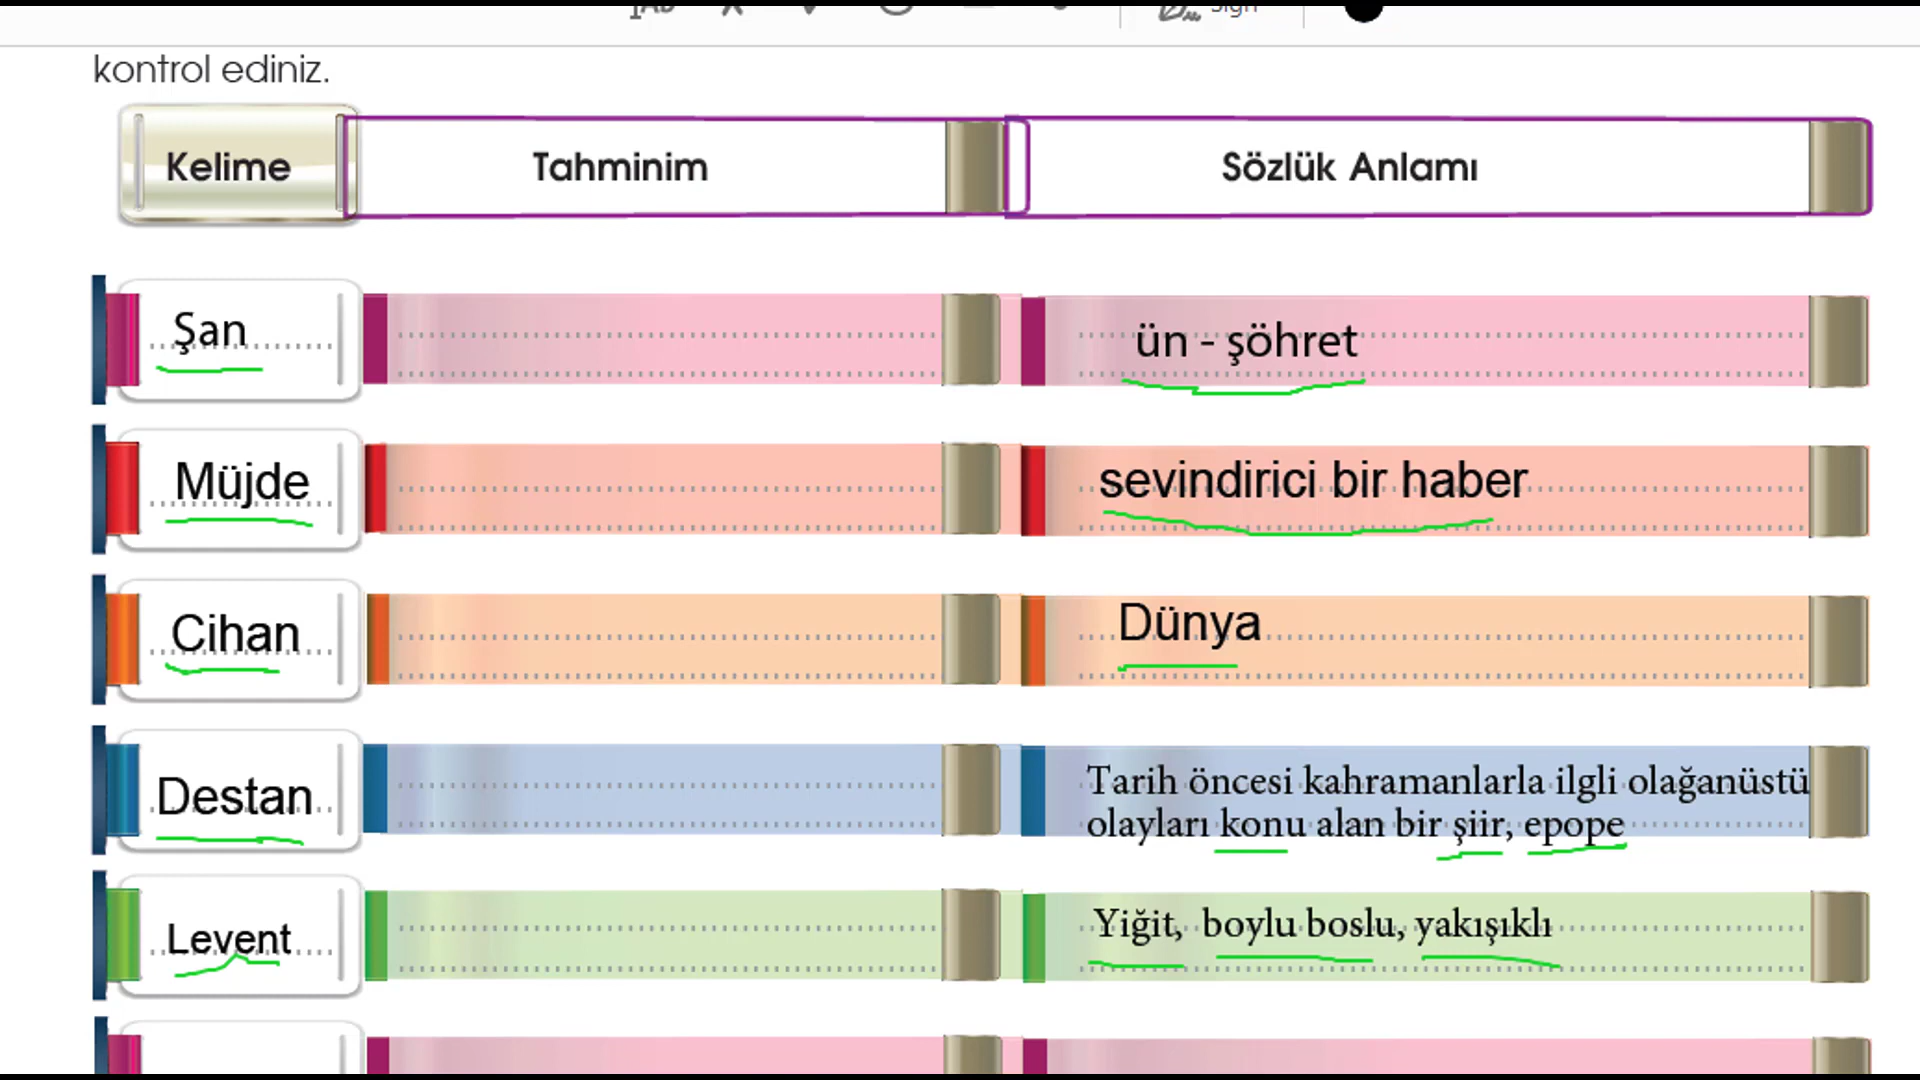 Sign
kontrol ediniz.
Kelime Tahminim Sözlük Anlamı
Şan ün - şöhret
Müjde sevindirici bir haber
Cihan Dünya
Destan Tarih öncesi kahramanlarla ilgli olağanüstü
olayları konu alan bir şiir, epope
Levent Yiğit, boylu boslu, yakışıklı